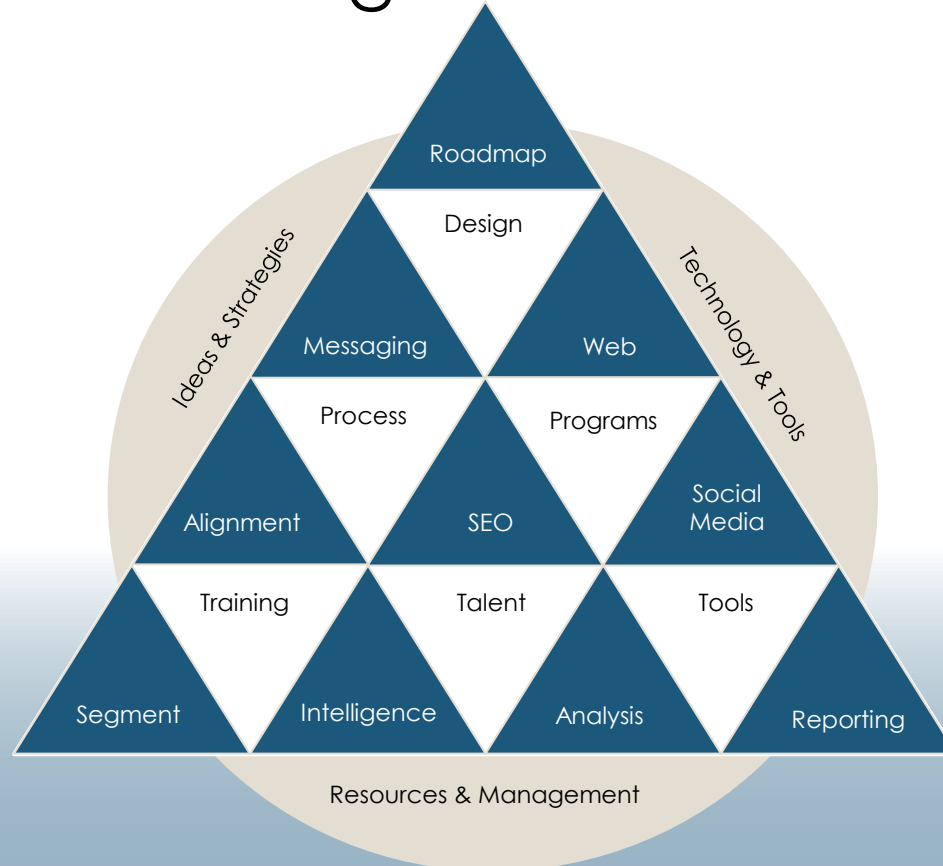 Roadmap
Design
Ideas & Strategies
Technology & Tools
Messaging
Web
Process
Programs
Alignment
SEO
Social
Media
Training
Talent
Tools
Segment
Intelligence
Analysis
Reporting
Resources & Management